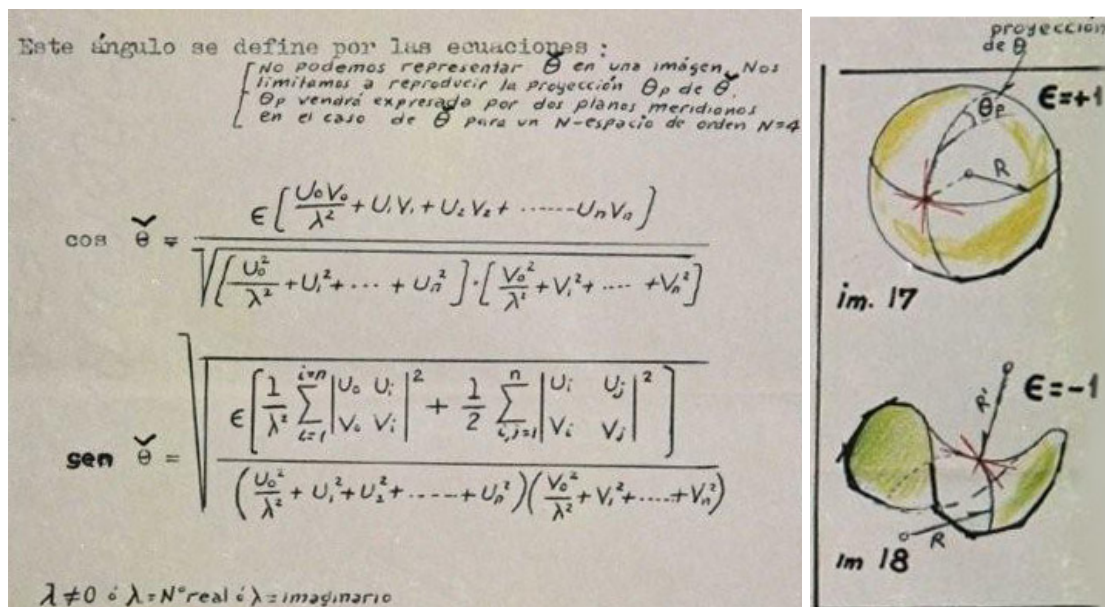 Este ángulo se define por las ecuaciones :
No podemos representar θ̌ en una imágen. Nos
limitamos a reproducir la proyección θp de θ̌.
θp vendrá expresada por dos planos meridianos
en el caso de θ̌ para un N-espacio de orden N=4
cos θ̌ = ϵ[U₀V₀/λ² + U₁V₁ + U₂V₂ + ······UₙVₙ] / √([U₀²/λ² + U₁² + ···· + Uₙ²]·[V₀²/λ² + V₁² + ···· + Vₙ²])
sen θ̌ = √(ϵ[1/λ² ∑_{i=1}^{i=n} |U₀ Uᵢ; V₀ Vᵢ|² + 1/2 ∑_{i,j=1}^{n} |Uᵢ Uⱼ; Vᵢ Vⱼ|²] / (U₀²/λ² + U₁² + U₂² + ····· + Uₙ²)(V₀²/λ² + V₁² + ···· + Vₙ²))
λ ≠ 0 ó λ = Nº real ó λ = imaginario
proyección
de θ̌
ϵ=+1
θp
R
im. 17
ϵ=-1
R'
R
im 18